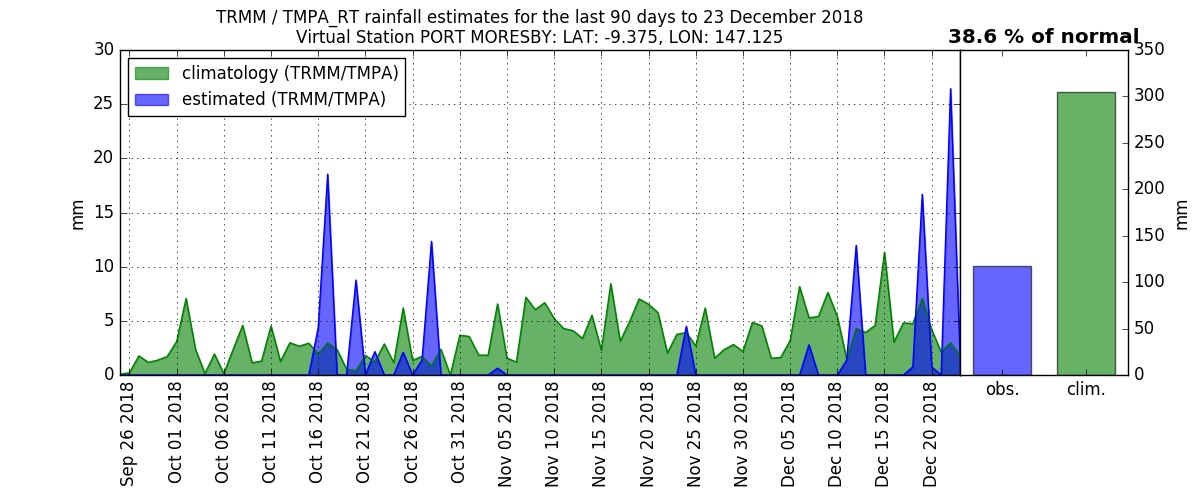 TRMM / TMPA_RT rainfall estimates for the last 90 days to 23 December 2018
Virtual Station PORT MORESBY: LAT: -9.375, LON: 147.125
38.6 % of normal
climatology (TRMM/TMPA)
estimated (TRMM/TMPA)
30
25
20
15
10
5
0
mm
Sep 26 2018
Oct 01 2018
Oct 06 2018
Oct 11 2018
Oct 16 2018
Oct 21 2018
Oct 26 2018
Oct 31 2018
Nov 05 2018
Nov 10 2018
Nov 15 2018
Nov 20 2018
Nov 25 2018
Nov 30 2018
Dec 05 2018
Dec 10 2018
Dec 15 2018
Dec 20 2018
obs.
clim.
350
300
250
200
150
100
50
0
mm